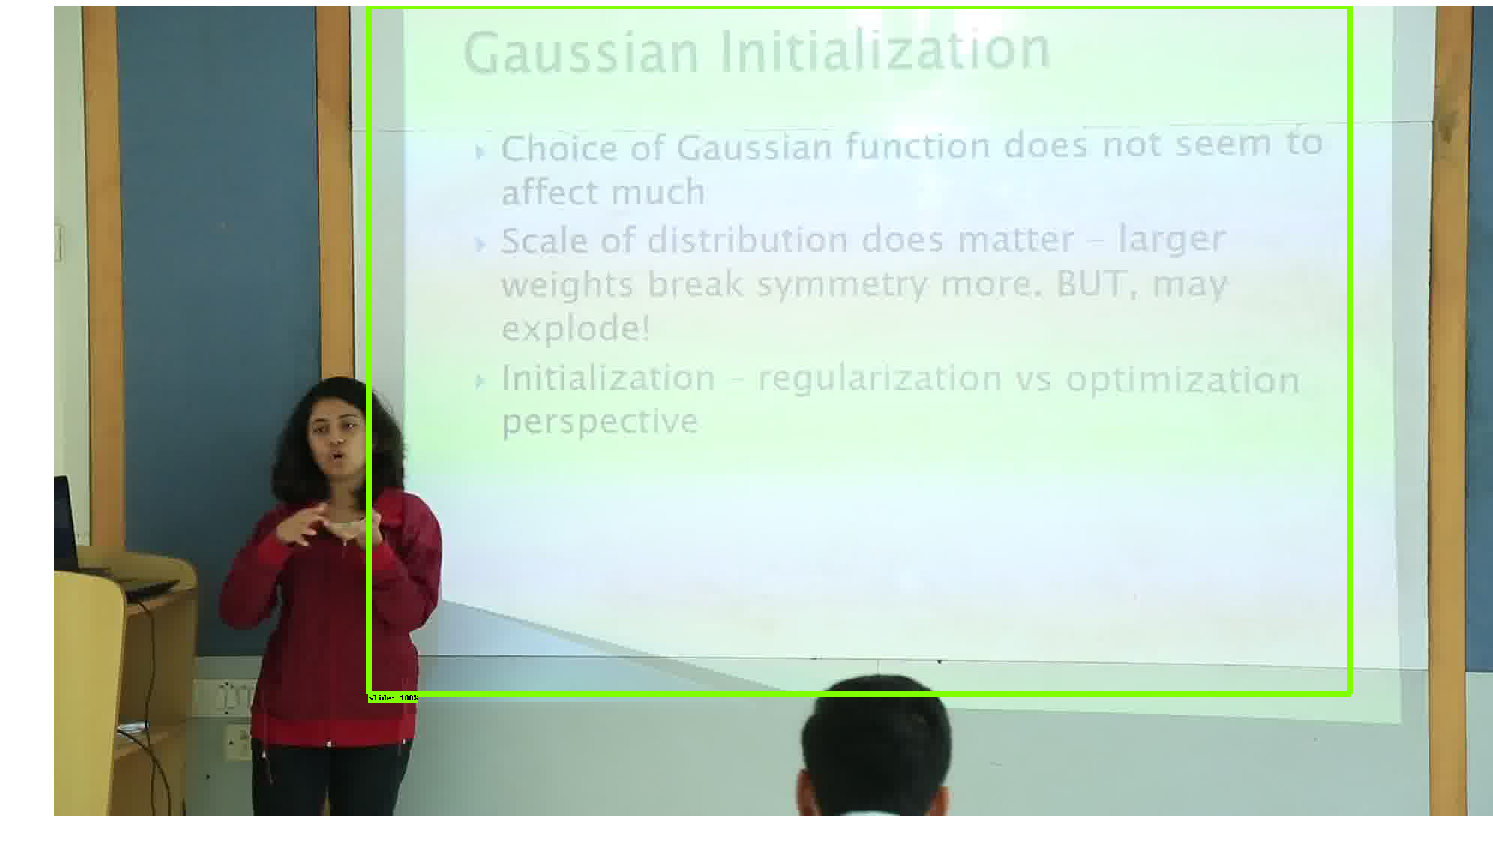 Gaussian Initialization
Choice of Gaussian function does not seem to
affect much
Scale of distribution does matter – larger
weights break symmetry more. BUT, may
explode!
Initialization – regularization vs optimization
perspective
slide: 100%